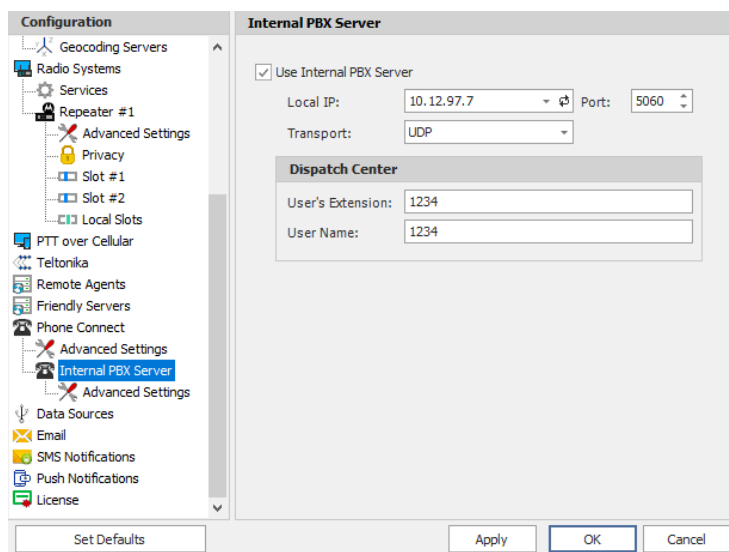 Configuration
Geocoding Servers
Radio Systems
Services
Repeater #1
Advanced Settings
Privacy
Slot #1
Slot #2
Local Slots
PTT over Cellular
Teltonika
Remote Agents
Friendly Servers
Phone Connect
Advanced Settings
Internal PBX Server
Advanced Settings
Data Sources
Email
SMS Notifications
Push Notifications
License
Set Defaults
Internal PBX Server
Use Internal PBX Server
Local IP: 10.12.97.7 Port: 5060
Transport: UDP
Dispatch Center
User's Extension: 1234
User Name: 1234
Apply OK Cancel